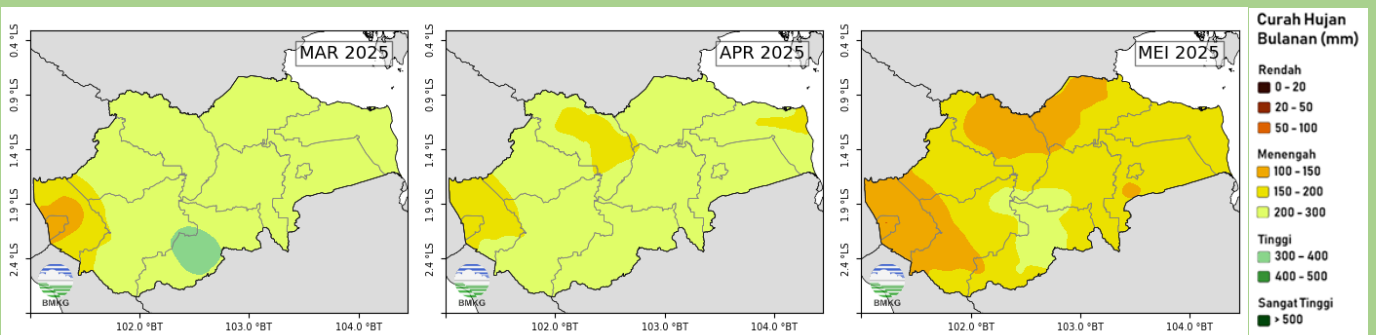 MAR 2025
0.4 °LS
0.9 °LS
1.4 °LS
1.9 °LS
2.4 °LS
BMKG
102.0 °BT
103.0 °BT
104.0 °BT
APR 2025
0.4 °LS
0.9 °LS
1.4 °LS
1.9 °LS
2.4 °LS
BMKG
102.0 °BT
103.0 °BT
104.0 °BT
MEI 2025
0.4 °LS
0.9 °LS
1.4 °LS
1.9 °LS
2.4 °LS
BMKG
102.0 °BT
103.0 °BT
104.0 °BT
Curah Hujan
Bulanan (mm)
Rendah
0 - 20
20 - 50
50 - 100
Menengah
100 - 150
150 - 200
200 - 300
Tinggi
300 - 400
400 - 500
Sangat Tinggi
> 500